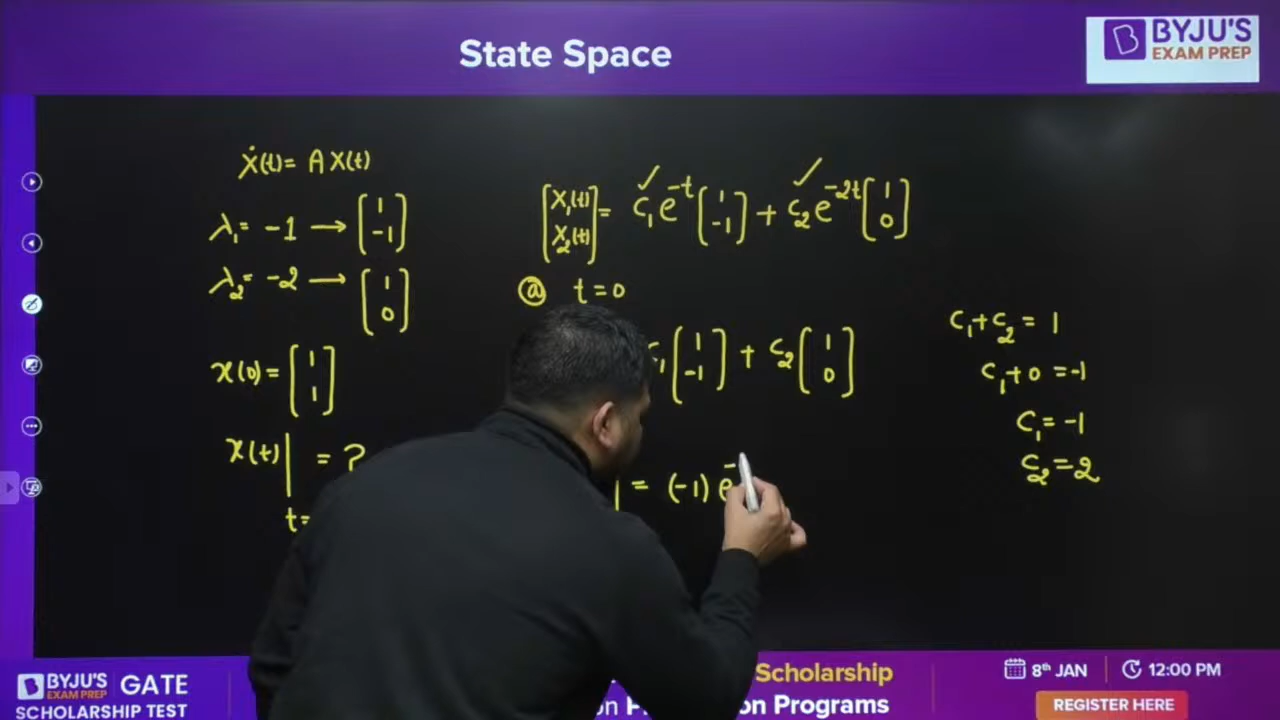 State Space
BYJU'S
EXAM PREP
Ẋ(t) = A X(t)
λ₁ = -1 → [1; -1]
λ₂ = -2 → [1; 0]
x(0) = [1; 1]
x(t)| = ?
t=
[X₁(t); X₂(t)] = C₁e^-t [1; -1] + C₂e^-2t [1; 0]
@ t = 0
C₁ [1; -1] + C₂ [1; 0]
= (-1) e^-
C₁ + C₂ = 1
C₁ + 0 = -1
C₁ = -1
C₂ = 2
BYJU'S
EXAM PREP
GATE
SCHOLARSHIP TEST
Scholarship
on Programs
8th JAN
12:00 PM
REGISTER HERE